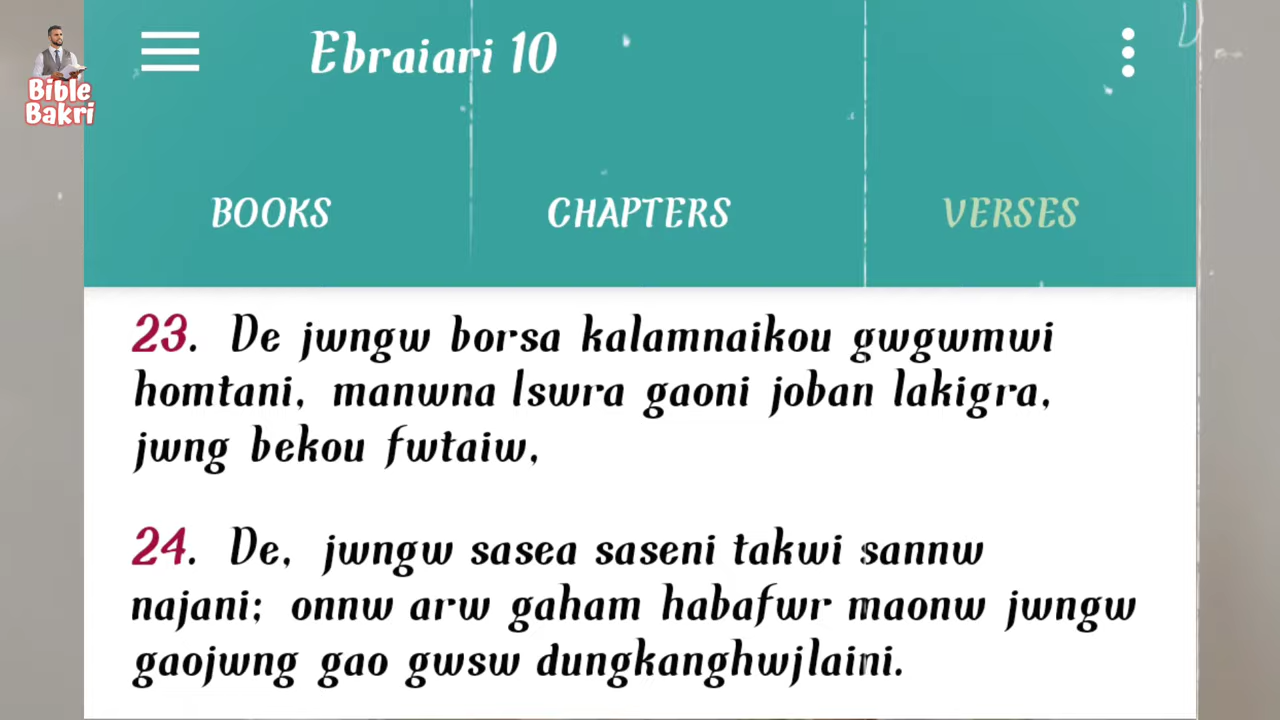 Bible
Bakri
Ebraiari 10
BOOKS CHAPTERS VERSES
23. De jwngw borsa kalamnaikou gwgwmwi
homtani, manwna Iswra gaoni joban lakigra,
jwng bekou fwtaiw,
24. De, jwngw sasea saseni takwi sannw
najani; onnw arw gaham habafwr maonw jwngw
gaojwng gao gwsw dungkanghwjlaini.